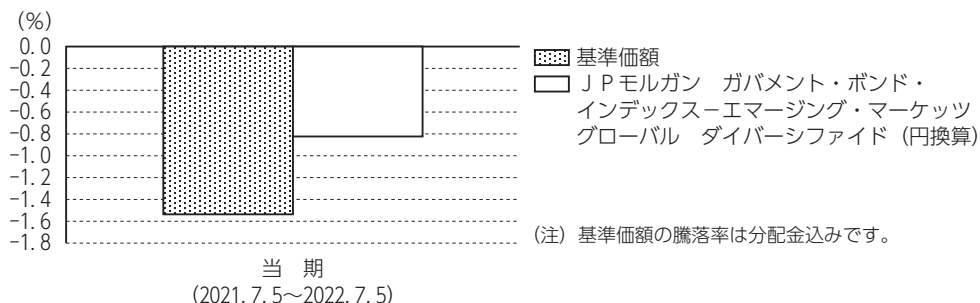 (%)
0.0
-0.2
-0.4
-0.6
-0.8
-1.0
-1.2
-1.4
-1.6
-1.8
基準価額
ＪＰモルガン　ガバメント・ボンド・
インデックス－エマージング・マーケッツ
グローバル　ダイバーシファイド（円換算）
（注）基準価額の騰落率は分配金込みです。
当　期
(2021.7.5～2022.7.5)